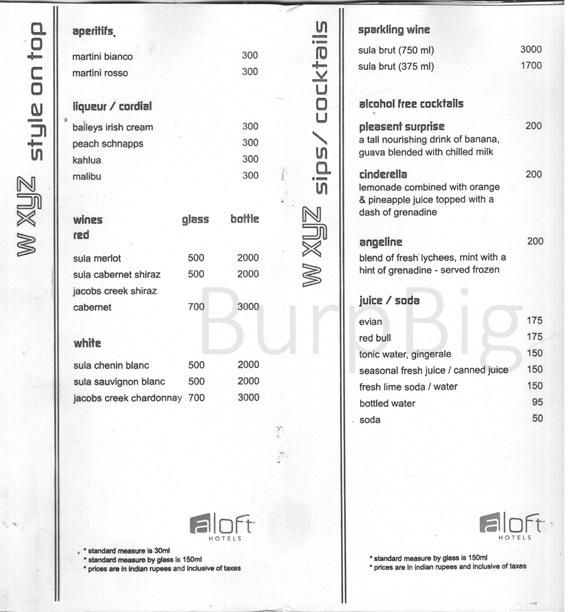 w xyz style on top
aperitifs
martini bianco 300
martini rosso 300
liqueur / cordial
baileys irish cream 300
peach schnapps 300
kahlua 300
malibu 300
wines glass bottle
red
sula merlot 500 2000
sula cabernet shiraz 500 2000
jacobs creek shiraz
cabernet 700 3000
white
sula chenin blanc 500 2000
sula sauvignon blanc 500 2000
jacobs creek chardonnay 700 3000
aloft
HOTELS
* standard measure is 30ml
* standard measure by glass is 150ml
* prices are in indian rupees and inclusive of taxes
w xyz sips/ cocktails
sparkling wine
sula brut (750 ml) 3000
sula brut (375 ml) 1700
alcohol free cocktails
pleasent surprise 200
a tall nourishing drink of banana,
guava blended with chilled milk
cinderella 200
lemonade combined with orange
& pineapple juice topped with a
dash of grenadine
angeline 200
blend of fresh lychees, mint with a
hint of grenadine - served frozen
juice / soda
evian 175
red bull 175
tonic water, gingerale 150
seasonal fresh juice / canned juice 150
fresh lime soda / water 150
bottled water 95
soda 50
aloft
HOTELS
* standard measure by glass is 150ml
* prices are in indian rupees and inclusive of taxes
BurpBig